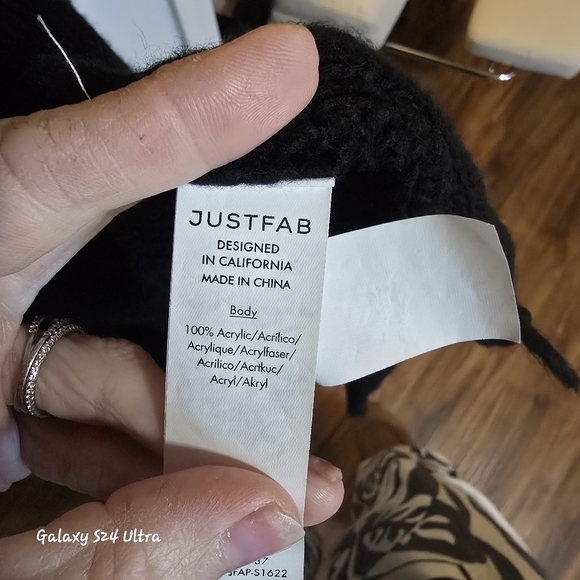 JUSTFAB
DESIGNED
IN CALIFORNIA
MADE IN CHINA
Body
100% Acrylic/Acrílico/
Acrylique/Acrylfaser/
Acrilico/Acrtkuc/
Acryl/Akryl
Galaxy S24 Ultra